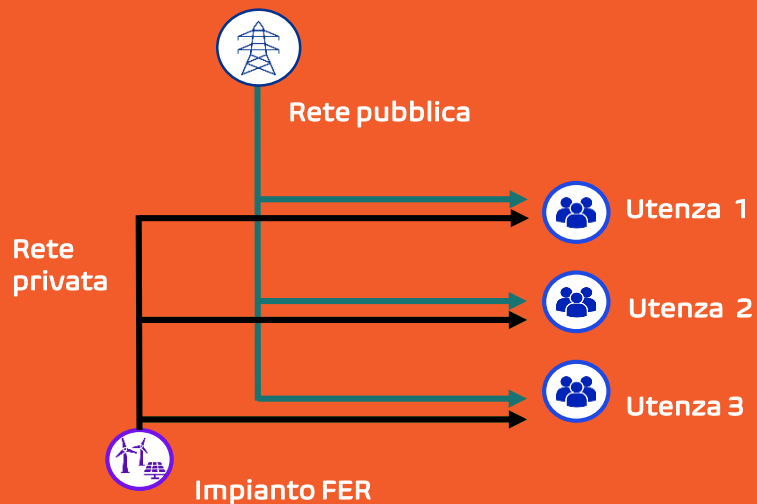 Rete pubblica
Utenza 1
Rete
privata
Utenza 2
Utenza 3
Impianto FER